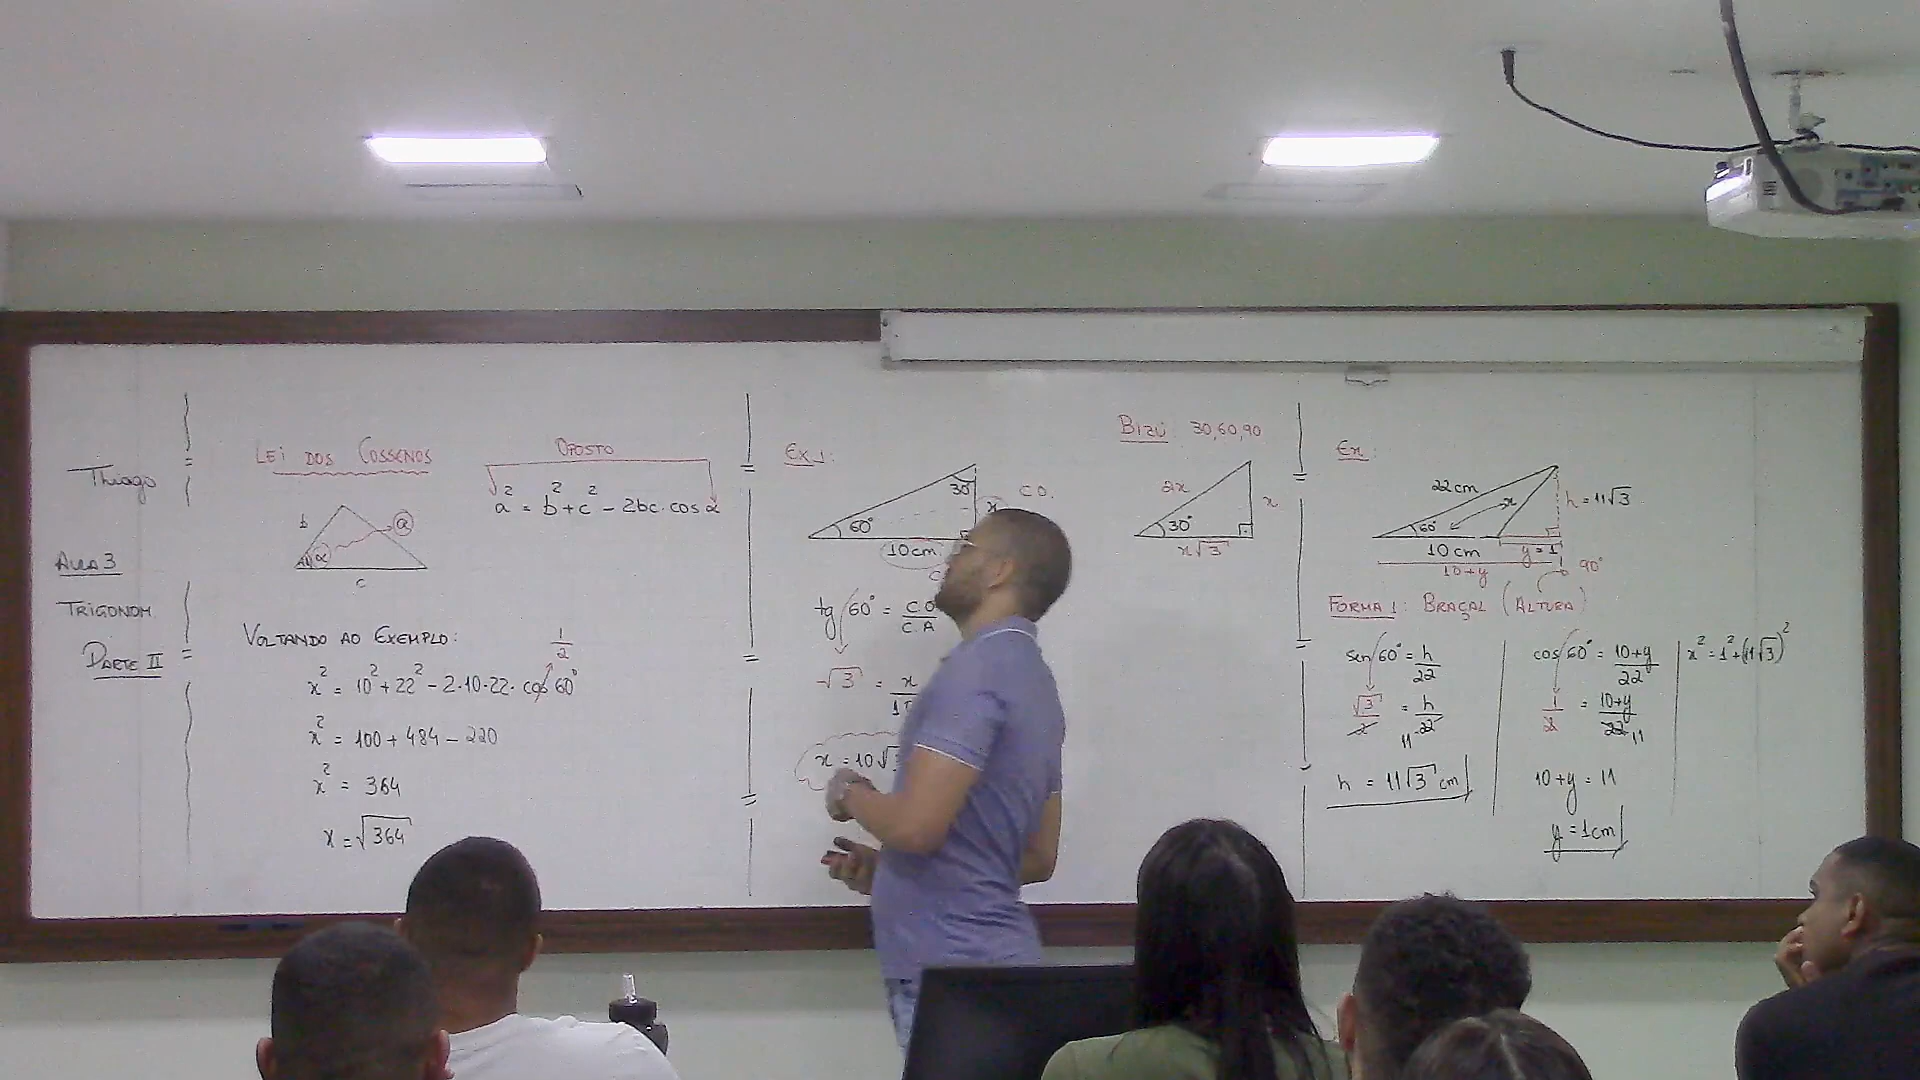 Thiago
AULA 3
TRIGONOM.
PARTE II
LEI DOS COSSENOS
OPOSTO
a² = b² + c² - 2bc.cos α
b
α
a
c
VOLTANDO AO EXEMPLO:
1/2
x² = 10² + 22² - 2.10.22.cos 60°
x² = 100 + 484 - 220
x² = 364
x = √364
Ex 1:
30°
C.O.
x
60°
10cm
tg 60° = C.O/C.A
√3 = x/
x = 10√3
BIZU: 30,60,90
2x
x
30°
x√3
Ex:
22cm
x
h = 11√3
60°
10cm
y = 1
10+y
90°
FORMA 1: BRAÇAL (ALTURA)
sen 60° = h/22
√3/2 = h/22
11
h = 11√3 cm
cos 60° = 10+y/22
1/2 = 10+y/22
11
10+y = 11
y = 1cm
x² = 1² + (11√3)²